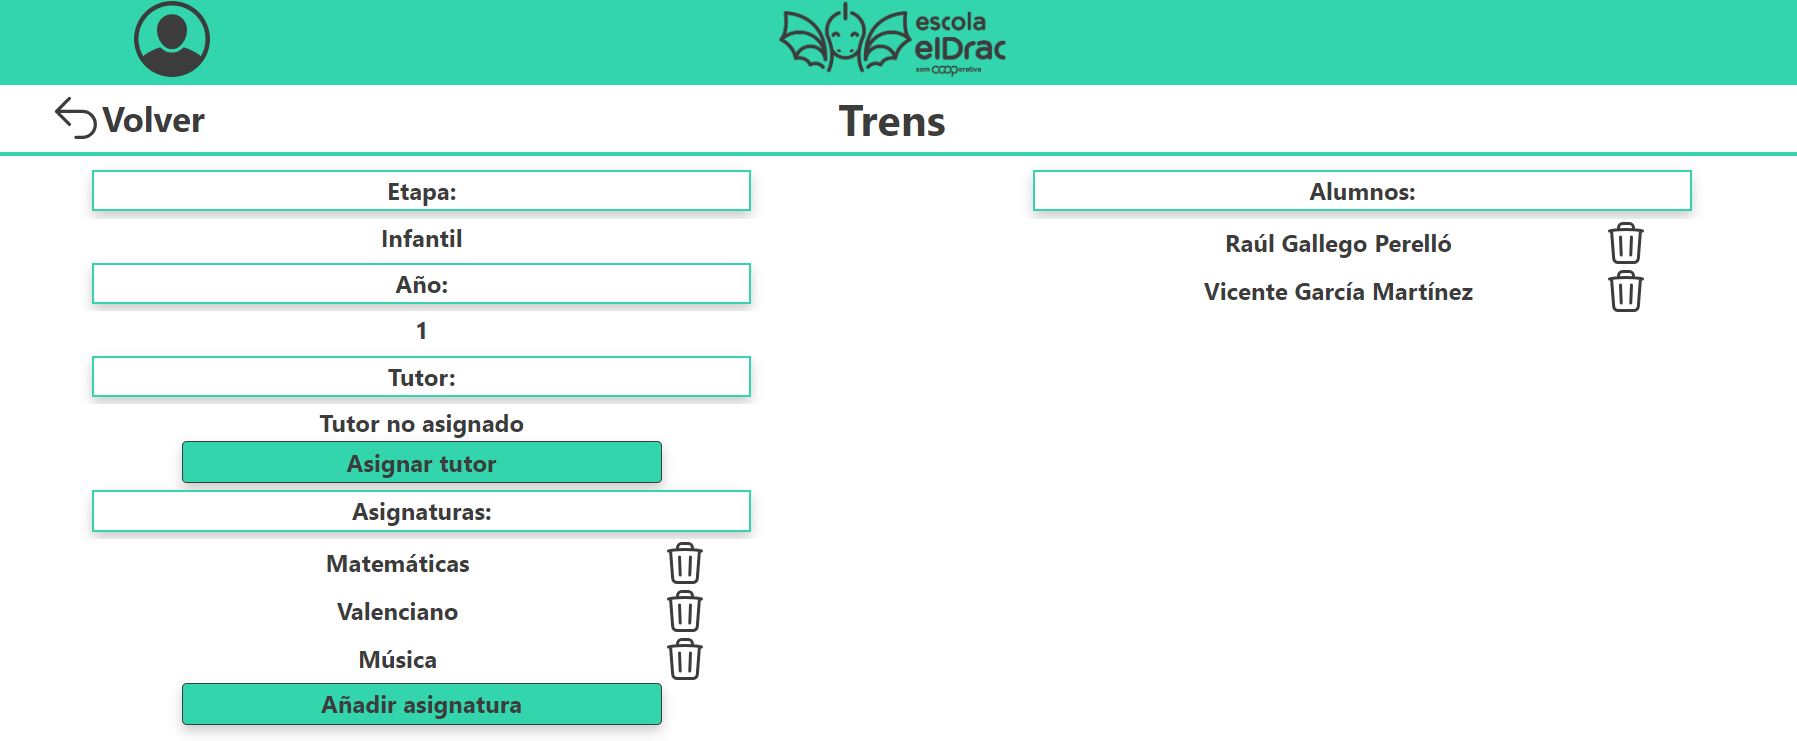 escola
elDrac
som cooperativa
Volver
Trens
Etapa:
Infantil
Año:
1
Tutor:
Tutor no asignado
Asignar tutor
Asignaturas:
Matemáticas
Valenciano
Música
Añadir asignatura
Alumnos:
Raúl Gallego Perelló
Vicente García Martínez